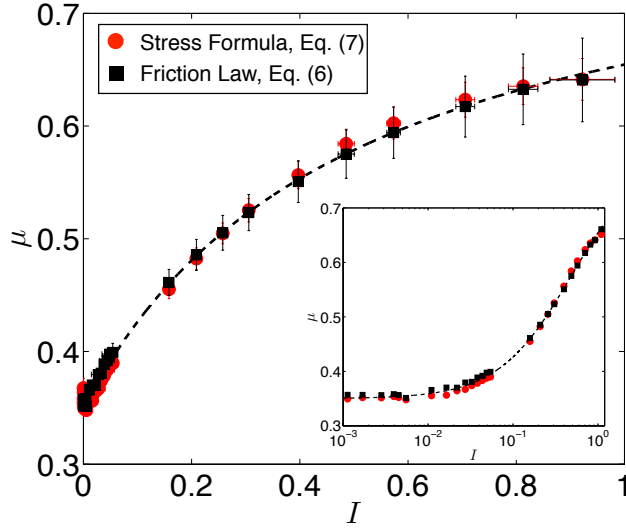 0.7
Stress Formula, Eq. (7)
Friction Law, Eq. (6)
0.6
0.5
0.4
0.3
μ
0 0.2 0.4 0.6 0.8 1
I
0.7
0.6
0.5
0.4
0.3
μ
10⁻³ 10⁻² 10⁻¹ 10⁰
I